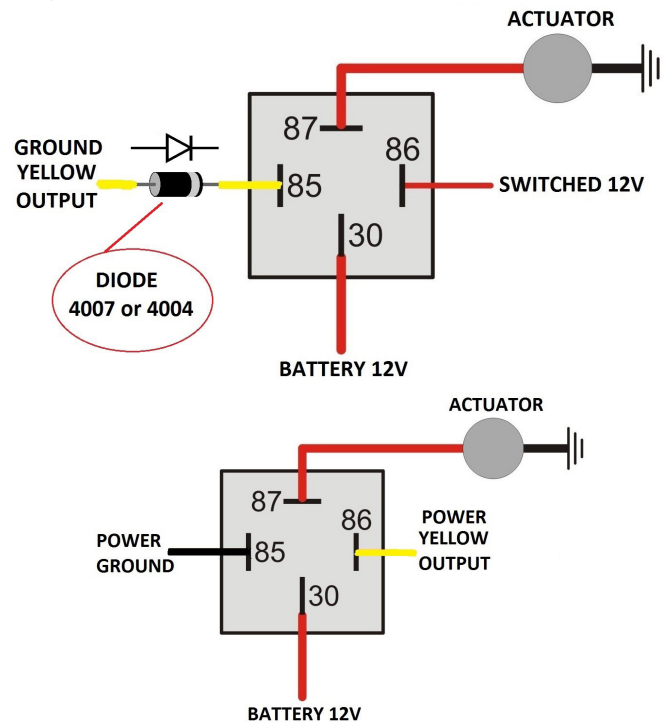 ACTUATOR
87
86
GROUND
YELLOW
OUTPUT
85
SWITCHED 12V
30
DIODE
4007 or 4004
BATTERY 12V
ACTUATOR
87
86
POWER
YELLOW
OUTPUT
POWER
GROUND
85
30
BATTERY 12V